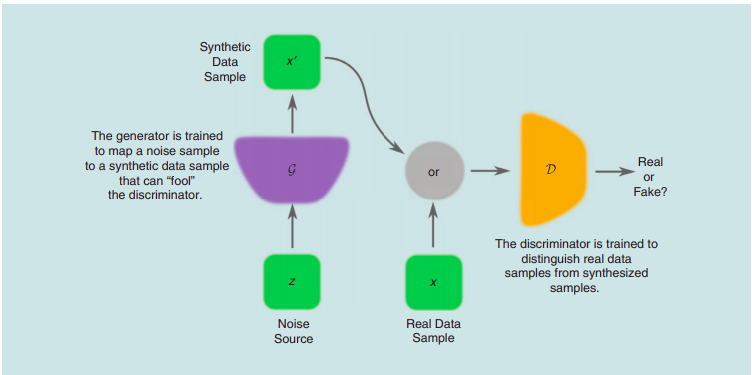 Synthetic
Data
Sample
x′
The generator is trained
to map a noise sample
to a synthetic data sample
that can “fool”
the discriminator.
G
or
D
Real
or
Fake?
The discriminator is trained to
distinguish real data
samples from synthesized
samples.
z
x
Noise
Source
Real Data
Sample